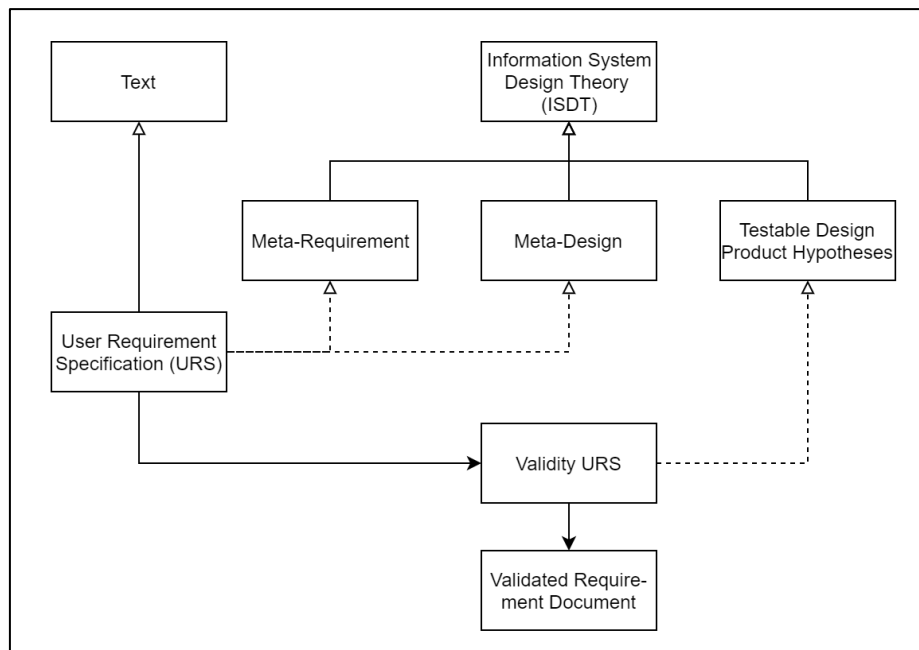 Text
Information System
Design Theory
(ISDT)
Meta-Requirement
Meta-Design
Testable Design
Product Hypotheses
User Requirement
Specification (URS)
Validity URS
Validated Require-
ment Document